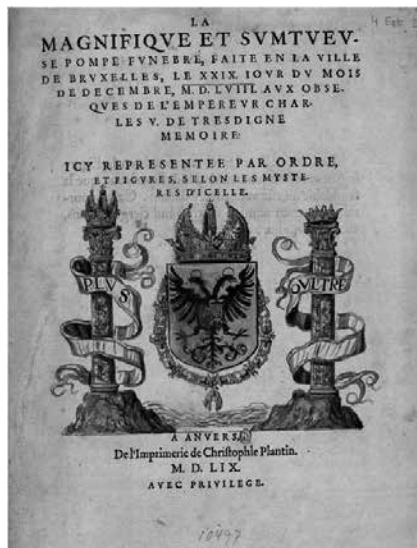 LA
MAGNIFIQVE ET SVMTVEV-
SE POMPE FVNEBRE, FAITE EN LA VILLE
DE BRVXELLES, LE XXIX. IOVR DV MOIS
DE DECEMBRE, M. D. LVIII. AVX OBSE-
QVES DE L'EMPEREVR CHAR-
LES V. DE TRESDIGNE
MEMOIRE.
ICY REPRESENTEE PAR ORDRE,
ET FIGVRES, SELON LES MYSTE-
RES D'ICELLE.
PLVS
OVLTRE
A ANVERS,
De l'Imprimerie de Christophle Plantin.
M. D. LIX.
AVEC PRIVILEGE.
10497